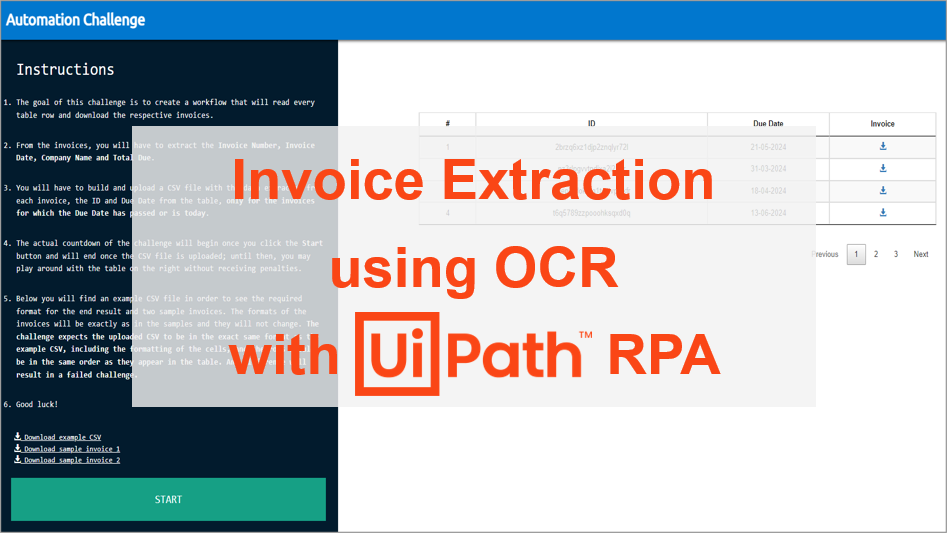 Automation Challenge
Instructions
1. The goal of this challenge is to create a workflow that will read every
table row and download the respective invoices.
2. From the invoices, you will have to extract the Invoice Number, Invoice
Date, Company Name and Total Due.
3. You will have to build and upload a CSV file with the data extracted from
each invoice, the ID and Due Date from the table, only for the invoices
for which the Due Date has passed or is today.
4. The actual countdown of the challenge will begin once you click the Start
button and will end once the CSV file is uploaded; until then, you may
play around with the table on the right without receiving penalties.
5. Below you will find an example CSV file in order to see the required
format for the end result and two sample invoices. The formats of the
invoices will be exactly as in the samples and they will not change. The
challenge expects the uploaded CSV to be in the exact same format
example CSV, including the formatting of the cells,
be in the same order as they appear in the table.
result in a failed challenge.
6. Good luck!
Download example CSV
Download sample invoice 1
Download sample invoice 2
START
# ID Due Date Invoice
1 21-05-2024
31-03-2024
18-04-2024
4 13-06-2024
Previous 1 2 3 Next
Invoice Extraction
using OCR
with UiPath™ RPA